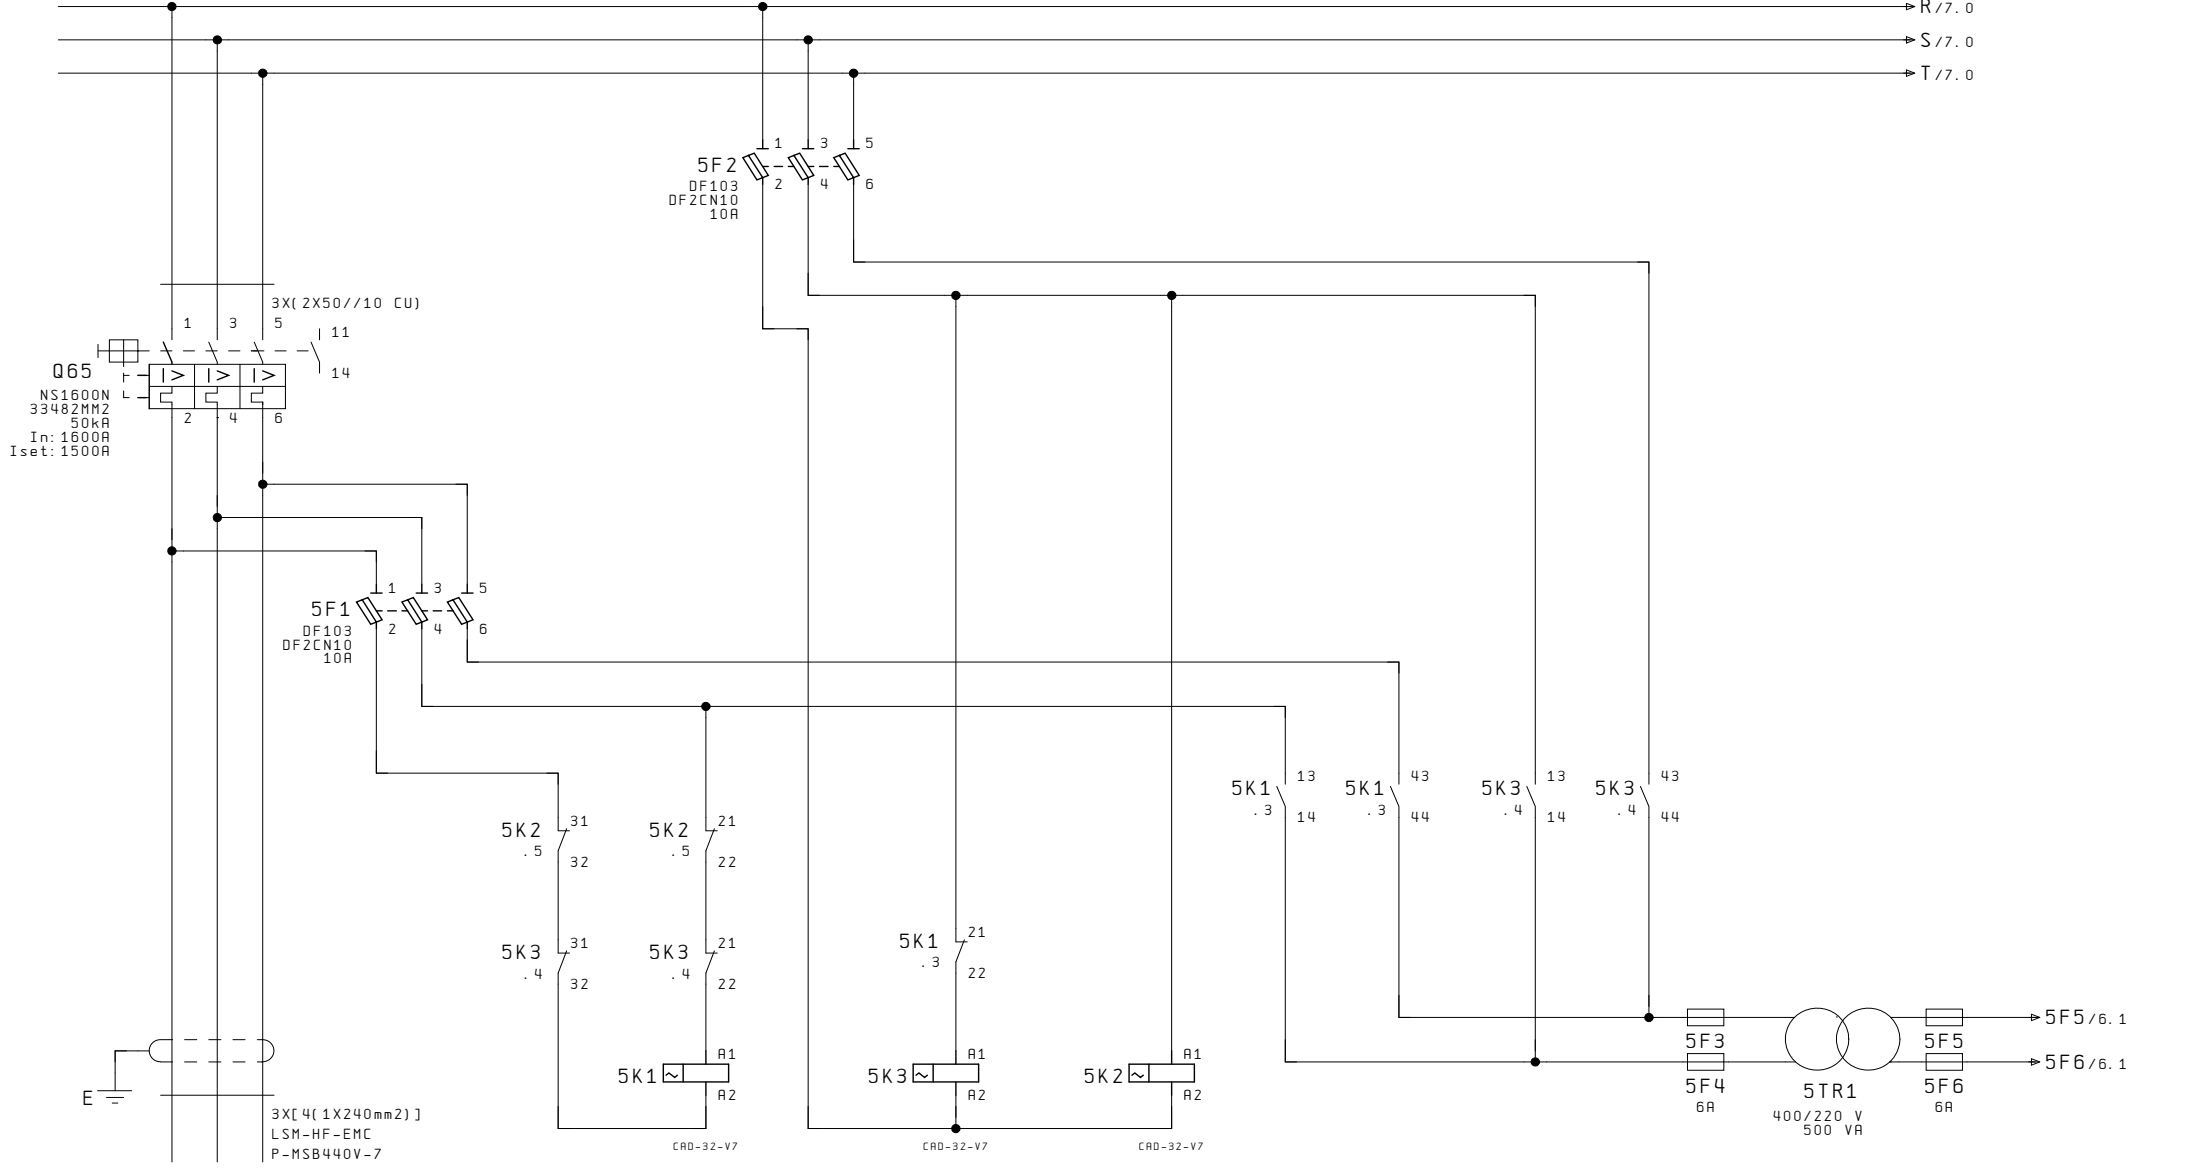 R/7.0
S/7.0
T/7.0
1 3 5
5F2
2 4 6
DF103
DF2CN10
10A
3X(2X50//10 CU)
1 3 5 11
Q65
14
NS1600N
33482MM2
50kA
In:1600A
Iset:1500A
2 4 6
1 3 5
5F1
2 4 6
DF103
DF2CN10
10A
13 43 13 43
5K1 5K1 5K3 5K3
.3 .3 .4 .4
14 44 14 44
31 21
5K2 5K2
.5 .5
32 22
31 21 21
5K3 5K3 5K1
.4 .4 .3
32 22 22
5F3 5F5 5F5/6.1
5F4 5F6 5F6/6.1
6A 6A
5TR1
400/220 V
500 VA
A1 A1 A1
5K1 ~ 5K3 ~ 5K2 ~
A2 A2 A2
E
3X[4(1X240mm2)]
LSM-HF-EMC
P-MSB440V-7
CAD-32-V7 CAD-32-V7 CAD-32-V7